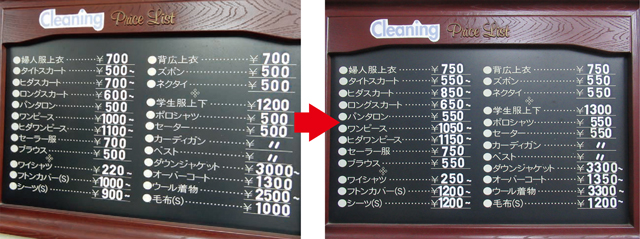 Cleaning Price List
●婦人服上衣………¥700
●タイトスカート………¥500~
●ヒダスカート………¥700~
●ロングスカート………¥600~
●パンタロン………¥500
●ワンピース………¥1000~
●ヒダワンピース………¥1100~
●セーラー服………¥700
●ブラウス………¥500
●ワイシャツ………¥220~
●フトンカバー(S)……¥1000~
●シーツ(S)………¥900~
●背広上衣………¥700
●ズボン………¥500
●ネクタイ………¥500~
●学生服上下………¥1200
●ポロシャツ………¥500
●セーター………¥500
●カーディガン………〃
●ベスト………〃
●ダウンジャケット……¥3000~
●オーバーコート………¥1300
●ウール着物………¥2500~
●毛布(S)………¥1000
Cleaning Price List
●婦人服上衣………¥750
●タイトスカート………¥550~
●ヒダスカート………¥850~
●ロングスカート………¥650~
●パンタロン………¥550
●ワンピース………¥1050~
●ヒダワンピース………¥1150~
●セーラー服………¥750
●ブラウス………¥550
●ワイシャツ………¥250~
●フトンカバー(S)……¥1200~
●シーツ(S)………¥1200~
●背広上衣………¥750
●ズボン………¥550
●ネクタイ………¥550
●学生服上下………¥1300
●ポロシャツ………¥550
●セーター………¥550
●カーディガン………〃
●ベスト………〃
●ダウンジャケット……¥3300~
●オーバーコート………¥1350~
●ウール着物………¥3300~
●毛布(S)………¥1200